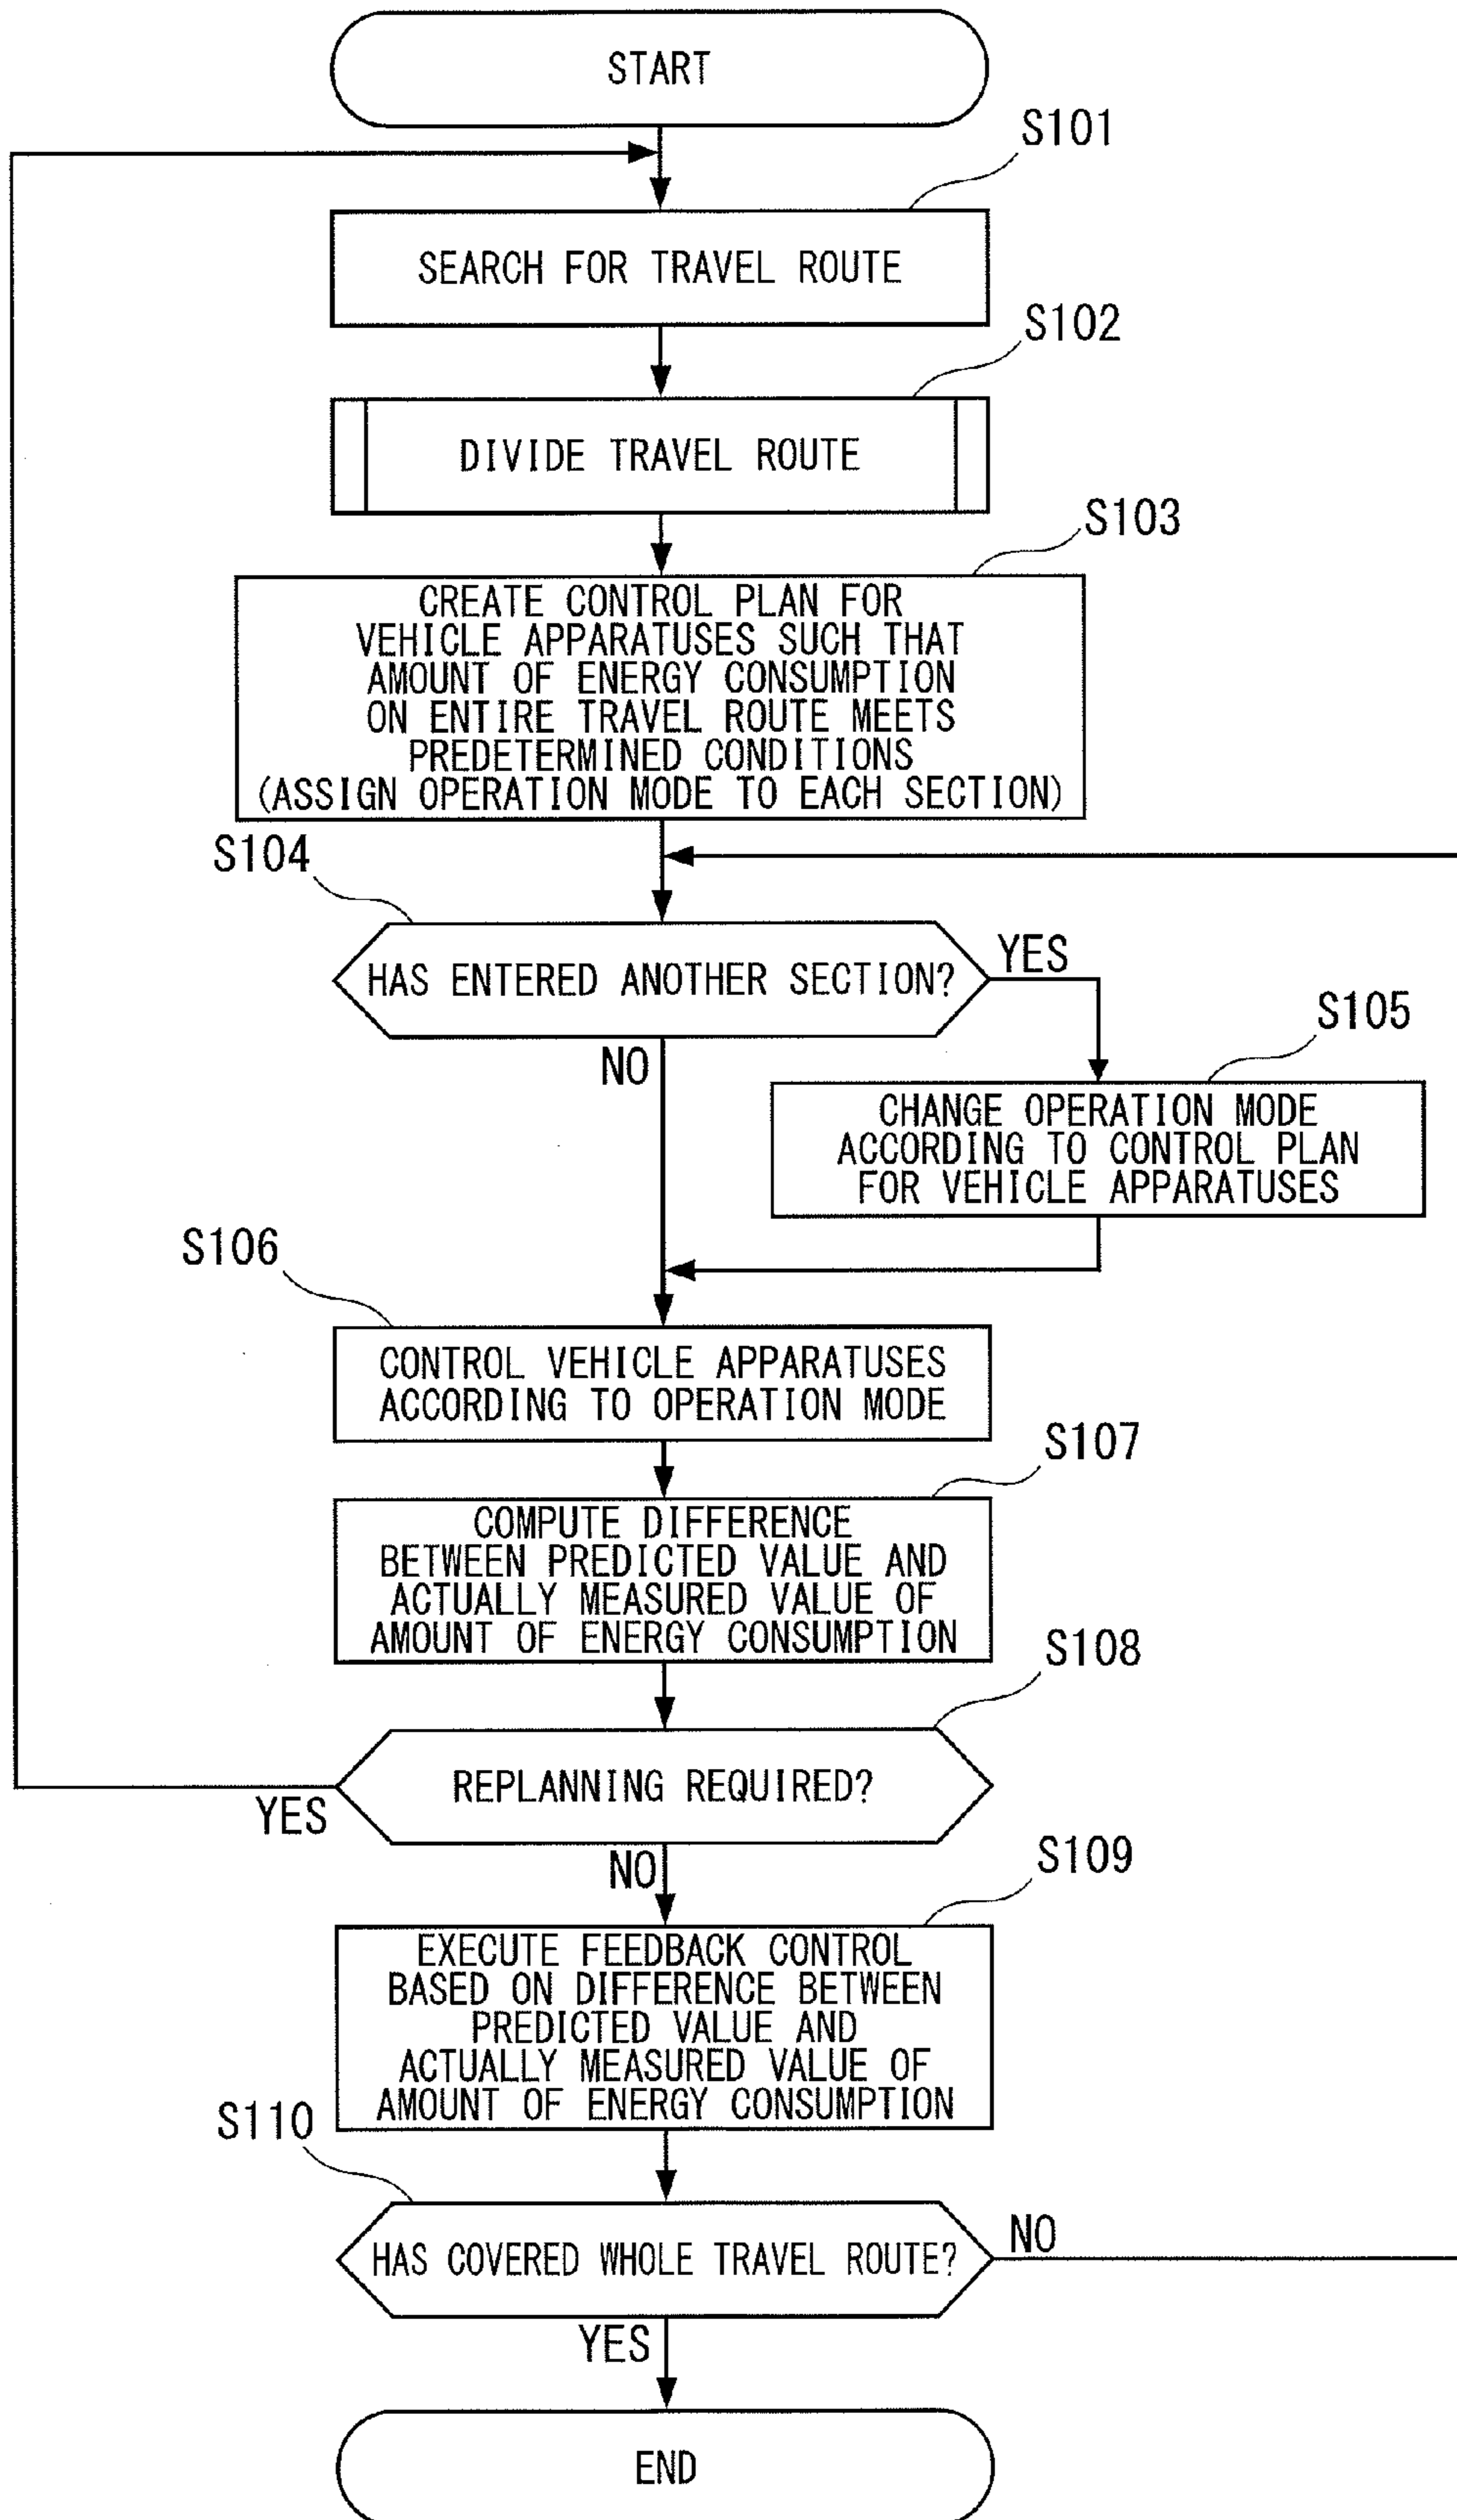 START
S101
SEARCH FOR TRAVEL ROUTE
S102
DIVIDE TRAVEL ROUTE
S103
CREATE CONTROL PLAN FOR
VEHICLE APPARATUSES SUCH THAT
AMOUNT OF ENERGY CONSUMPTION
ON ENTIRE TRAVEL ROUTE MEETS
PREDETERMINED CONDITIONS
(ASSIGN OPERATION MODE TO EACH SECTION)
S104
HAS ENTERED ANOTHER SECTION?
YES
NO
S105
CHANGE OPERATION MODE
ACCORDING TO CONTROL PLAN
FOR VEHICLE APPARATUSES
S106
CONTROL VEHICLE APPARATUSES
ACCORDING TO OPERATION MODE
S107
COMPUTE DIFFERENCE
BETWEEN PREDICTED VALUE AND
ACTUALLY MEASURED VALUE OF
AMOUNT OF ENERGY CONSUMPTION
S108
REPLANNING REQUIRED?
YES
NO
S109
EXECUTE FEEDBACK CONTROL
BASED ON DIFFERENCE BETWEEN
PREDICTED VALUE AND
ACTUALLY MEASURED VALUE OF
AMOUNT OF ENERGY CONSUMPTION
S110
HAS COVERED WHOLE TRAVEL ROUTE?
NO
YES
END